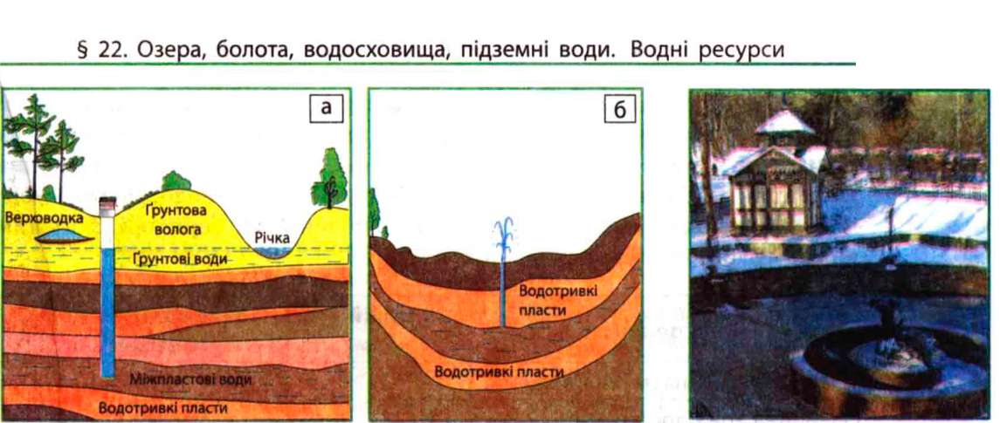 § 22. Озера, болота, водосховища, підземні води. Водні ресурси
а
Верховодка
Ґрунтова
волога
Річка
Ґрунтові води
Міжпластові води
Водотривкі пласти
б
Водотривкі
пласти
Водотривкі пласти